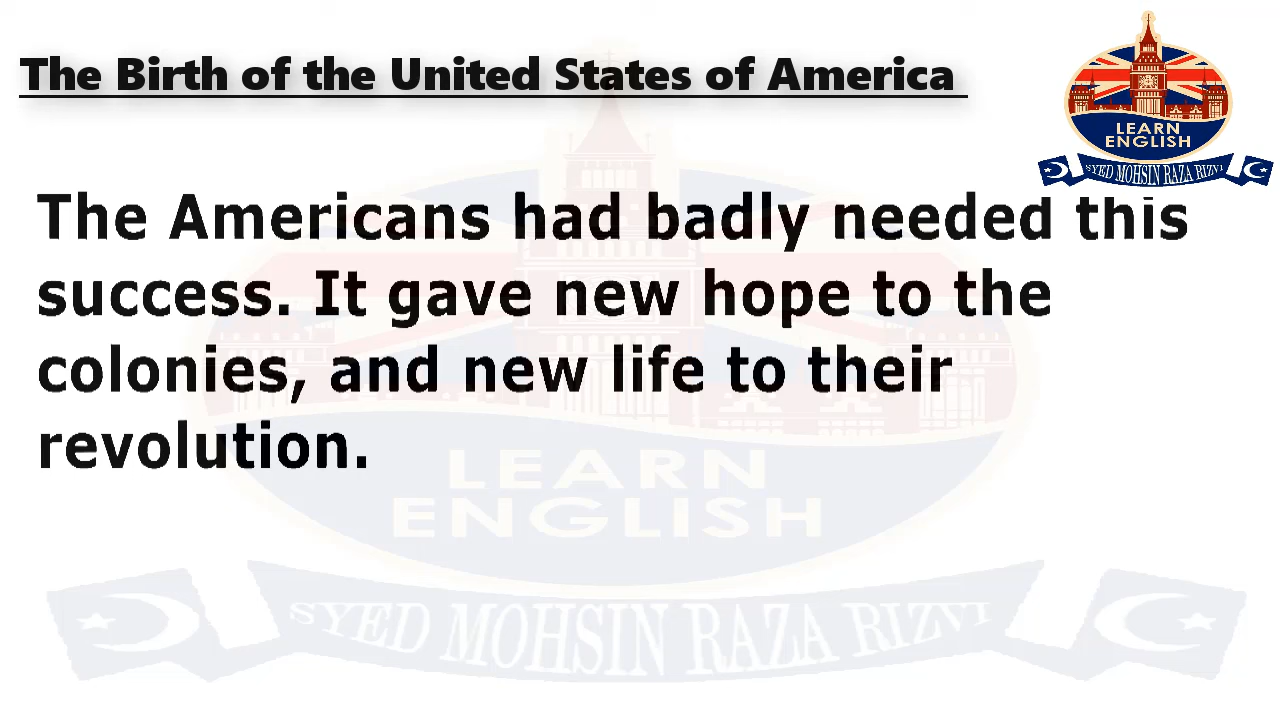 The Birth of the United States of America
LEARN
ENGLISH
SYED MOHSIN RAZA RIZVI
The Americans had badly needed this
success. It gave new hope to the
colonies, and new life to their
revolution.
LEARN
ENGLISH
SYED MOHSIN RAZA RIZVI